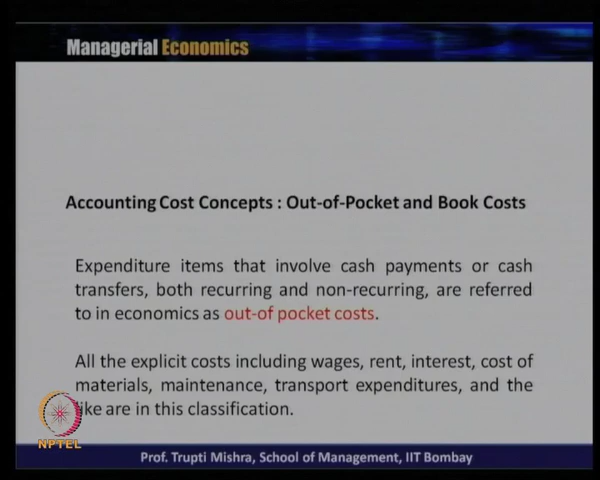 Managerial Economics
Accounting Cost Concepts : Out-of-Pocket and Book Costs
Expenditure items that involve cash payments or cash
transfers, both recurring and non-recurring, are referred
to in economics as out-of pocket costs.
All the explicit costs including wages, rent, interest, cost of
materials, maintenance, transport expenditures, and the
like are in this classification.
NPTEL
Prof. Trupti Mishra, School of Management, IIT Bombay